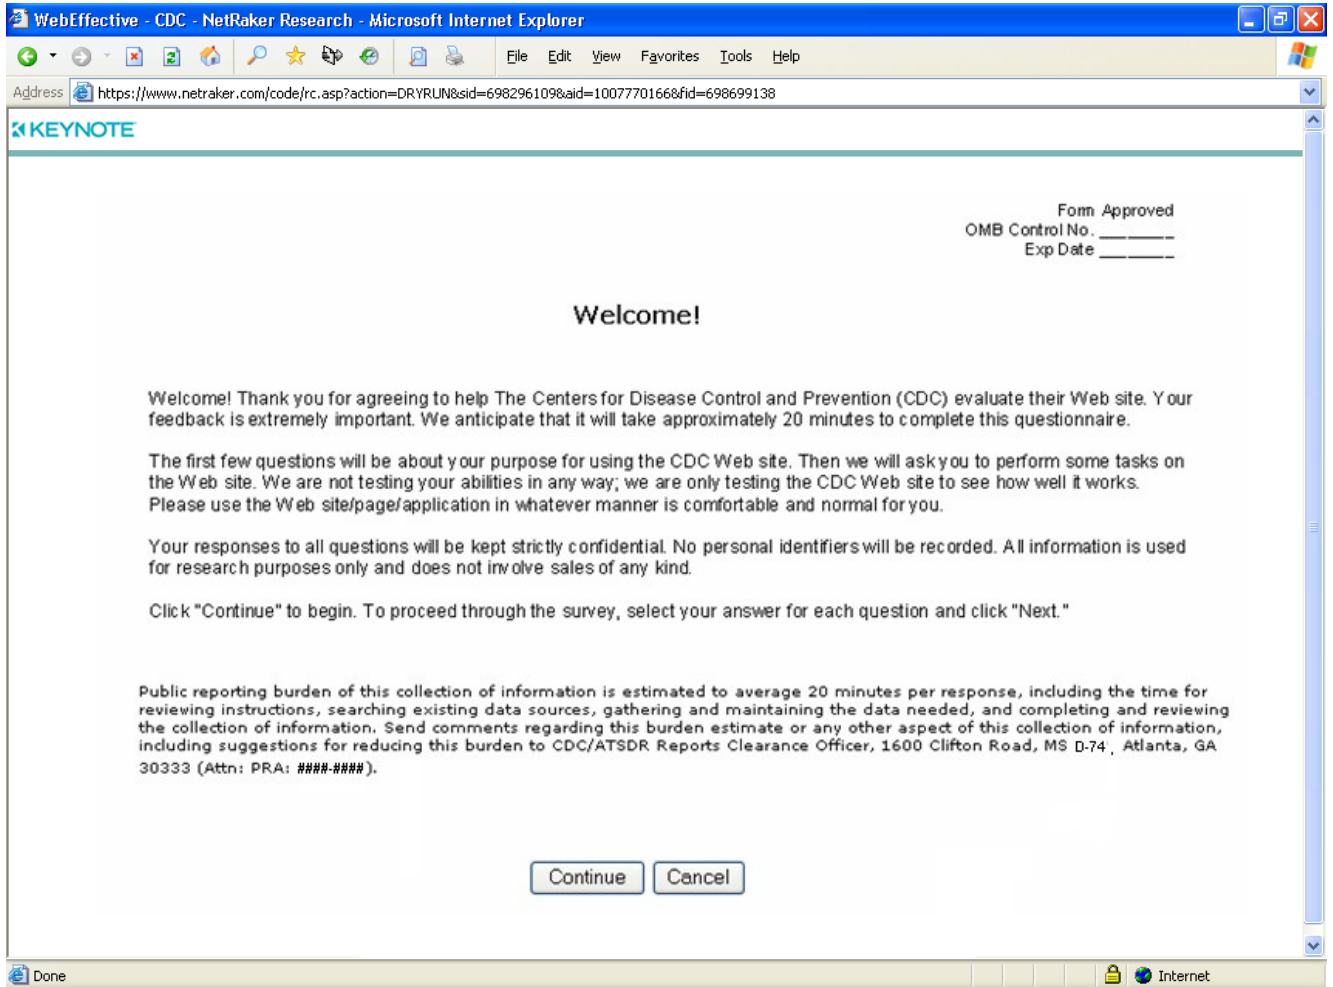 WebEffective - CDC - NetRaker Research - Microsoft Internet Explorer
File Edit View Favorites Tools Help
Address https://www.netraker.com/code/rc.asp?action=DRYRUN&sid=698296109&aid=1007770166&fid=698699138
KEYNOTE
Form Approved
OMB Control No. ________
Exp Date ________
Welcome!
Welcome! Thank you for agreeing to help The Centers for Disease Control and Prevention (CDC) evaluate their Web site. Your
feedback is extremely important. We anticipate that it will take approximately 20 minutes to complete this questionnaire.
The first few questions will be about your purpose for using the CDC Web site. Then we will ask you to perform some tasks on
the Web site. We are not testing your abilities in any way; we are only testing the CDC Web site to see how well it works.
Please use the Web site/page/application in whatever manner is comfortable and normal for you.
Your responses to all questions will be kept strictly confidential. No personal identifiers will be recorded. All information is used
for research purposes only and does not involve sales of any kind.
Click "Continue" to begin. To proceed through the survey, select your answer for each question and click "Next."
Public reporting burden of this collection of information is estimated to average 20 minutes per response, including the time for
reviewing instructions, searching existing data sources, gathering and maintaining the data needed, and completing and reviewing
the collection of information. Send comments regarding this burden estimate or any other aspect of this collection of information,
including suggestions for reducing this burden to CDC/ATSDR Reports Clearance Officer, 1600 Clifton Road, MS D-74 , Atlanta, GA
30333 (Attn: PRA: ####-####).
Continue Cancel
Done Internet